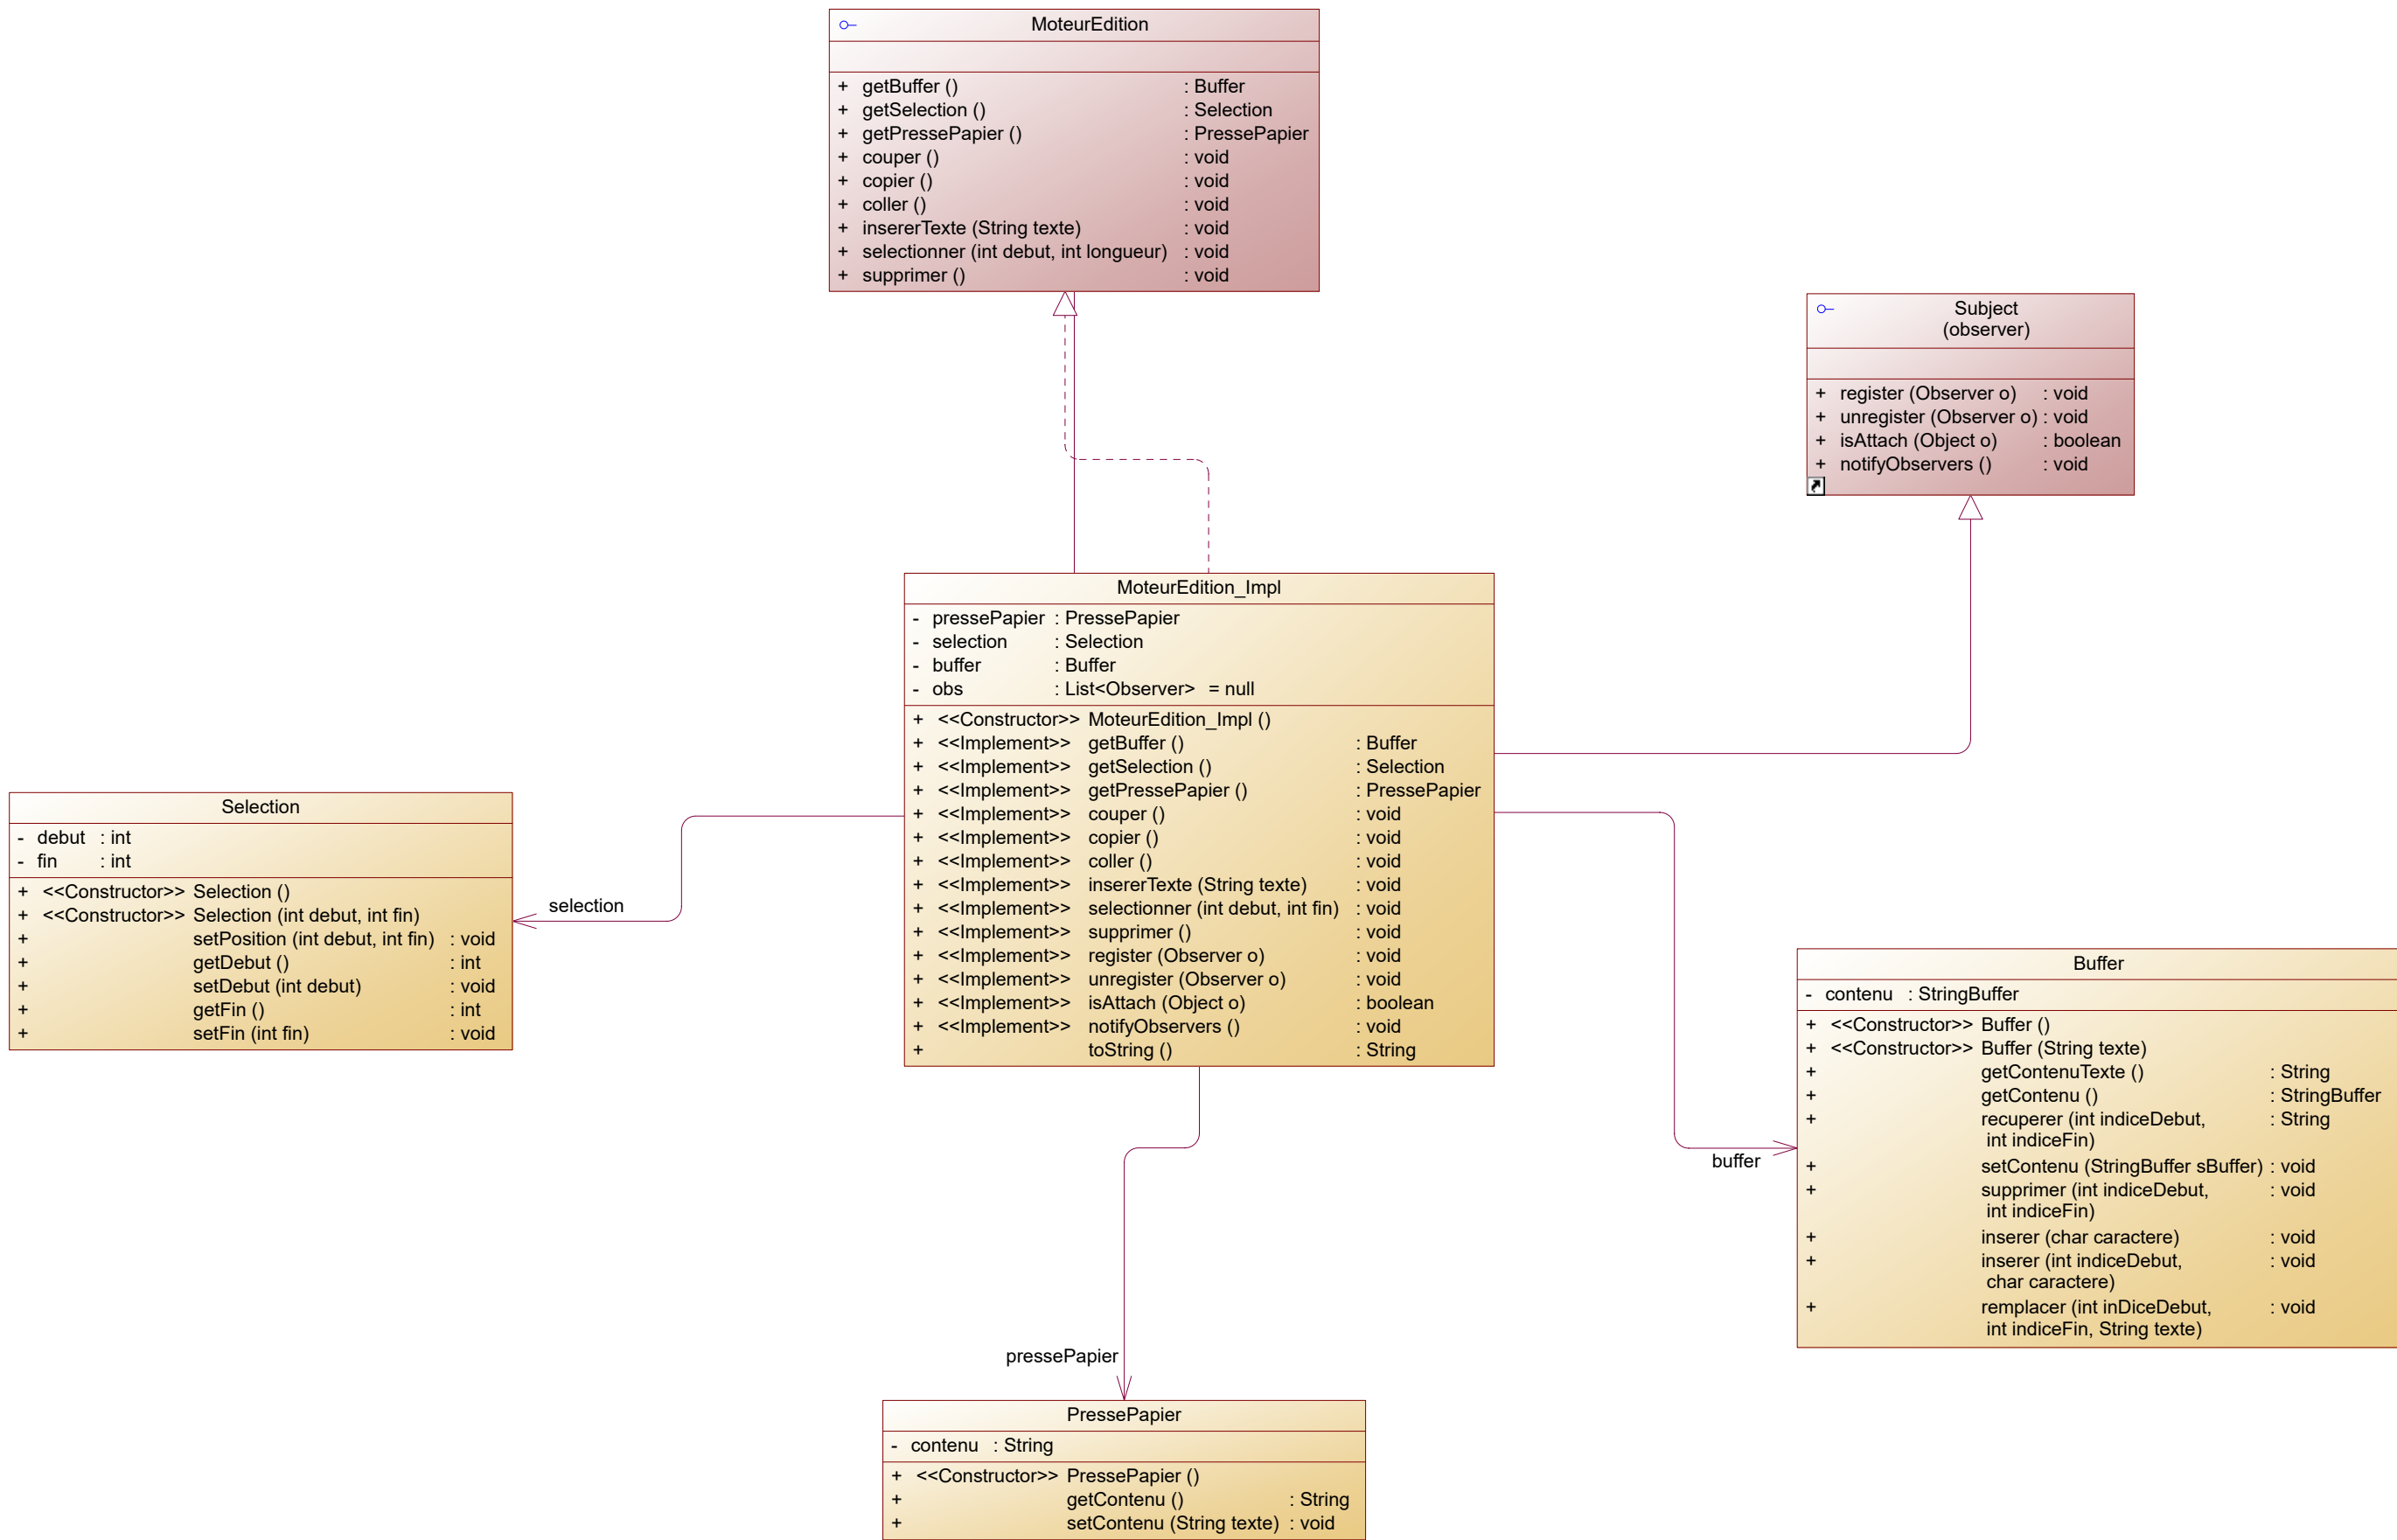 MoteurEdition
+ getBuffer () : Buffer
+ getSelection () : Selection
+ getPressePapier () : PressePapier
+ couper () : void
+ copier () : void
+ coller () : void
+ insererTexte (String texte) : void
+ selectionner (int debut, int longueur) : void
+ supprimer () : void
Subject
(observer)
+ register (Observer o) : void
+ unregister (Observer o) : void
+ isAttach (Object o) : boolean
+ notifyObservers () : void
MoteurEdition_Impl
- pressePapier : PressePapier
- selection : Selection
- buffer : Buffer
- obs : List<Observer> = null
+ <<Constructor>> MoteurEdition_Impl ()
+ <<Implement>> getBuffer () : Buffer
+ <<Implement>> getSelection () : Selection
+ <<Implement>> getPressePapier () : PressePapier
+ <<Implement>> couper () : void
+ <<Implement>> copier () : void
+ <<Implement>> coller () : void
+ <<Implement>> insererTexte (String texte) : void
+ <<Implement>> selectionner (int debut, int fin) : void
+ <<Implement>> supprimer () : void
+ <<Implement>> register (Observer o) : void
+ <<Implement>> unregister (Observer o) : void
+ <<Implement>> isAttach (Object o) : boolean
+ <<Implement>> notifyObservers () : void
+ toString () : String
Selection
- debut : int
- fin : int
+ <<Constructor>> Selection ()
+ <<Constructor>> Selection (int debut, int fin)
+ setPosition (int debut, int fin) : void
+ getDebut () : int
+ setDebut (int debut) : void
+ getFin () : int
+ setFin (int fin) : void
selection
Buffer
- contenu : StringBuffer
+ <<Constructor>> Buffer ()
+ <<Constructor>> Buffer (String texte)
+ getContenuTexte () : String
+ getContenu () : StringBuffer
+ recuperer (int indiceDebut, : String
int indiceFin)
+ setContenu (StringBuffer sBuffer) : void
+ supprimer (int indiceDebut, : void
int indiceFin)
+ inserer (char caractere) : void
+ inserer (int indiceDebut, : void
char caractere)
+ remplacer (int inDiceDebut, : void
int indiceFin, String texte)
buffer
pressePapier
PressePapier
- contenu : String
+ <<Constructor>> PressePapier ()
+ getContenu () : String
+ setContenu (String texte) : void